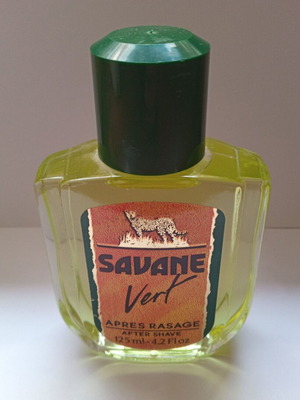 SAVANE
Vert
APRES RASAGE
AFTER SHAVE
125 ml - 4.2 Fl oz